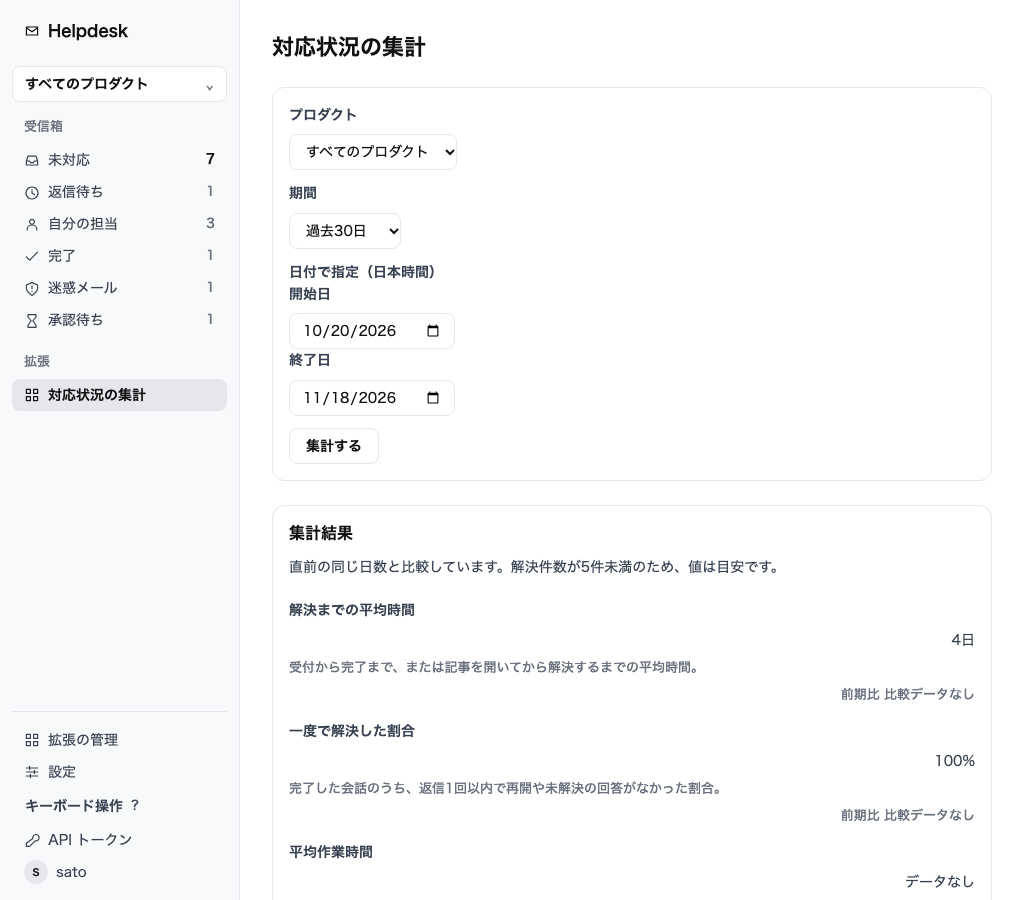 Helpdesk
すべてのプロダクト
受信箱
未対応 7
返信待ち 1
自分の担当 3
完了 1
迷惑メール 1
承認待ち 1
拡張
対応状況の集計
拡張の管理
設定
キーボード操作 ?
API トークン
S sato
対応状況の集計
プロダクト
すべてのプロダクト
期間
過去30日
日付で指定（日本時間）
開始日
10/20/2026
終了日
11/18/2026
集計する
集計結果
直前の同じ日数と比較しています。解決件数が5件未満のため、値は目安です。
解決までの平均時間
4日
受付から完了まで、または記事を開いてから解決するまでの平均時間。
前期比 比較データなし
一度で解決した割合
100%
完了した会話のうち、返信1回以内で再開や未解決の回答がなかった割合。
前期比 比較データなし
平均作業時間
データなし